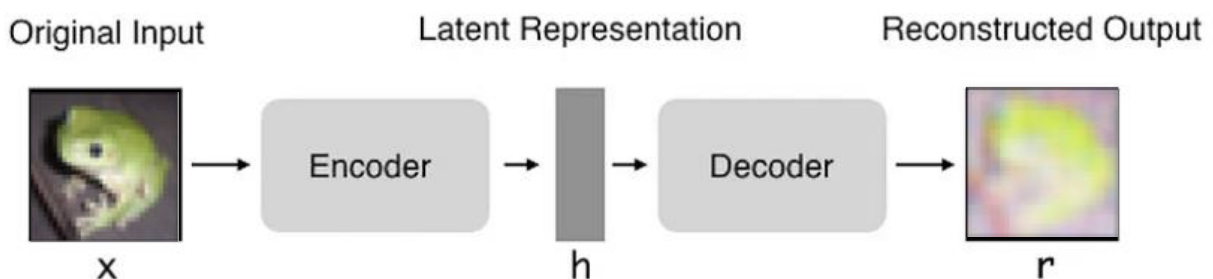 Original Input
Latent Representation
Reconstructed Output
Encoder
Decoder
x
h
r